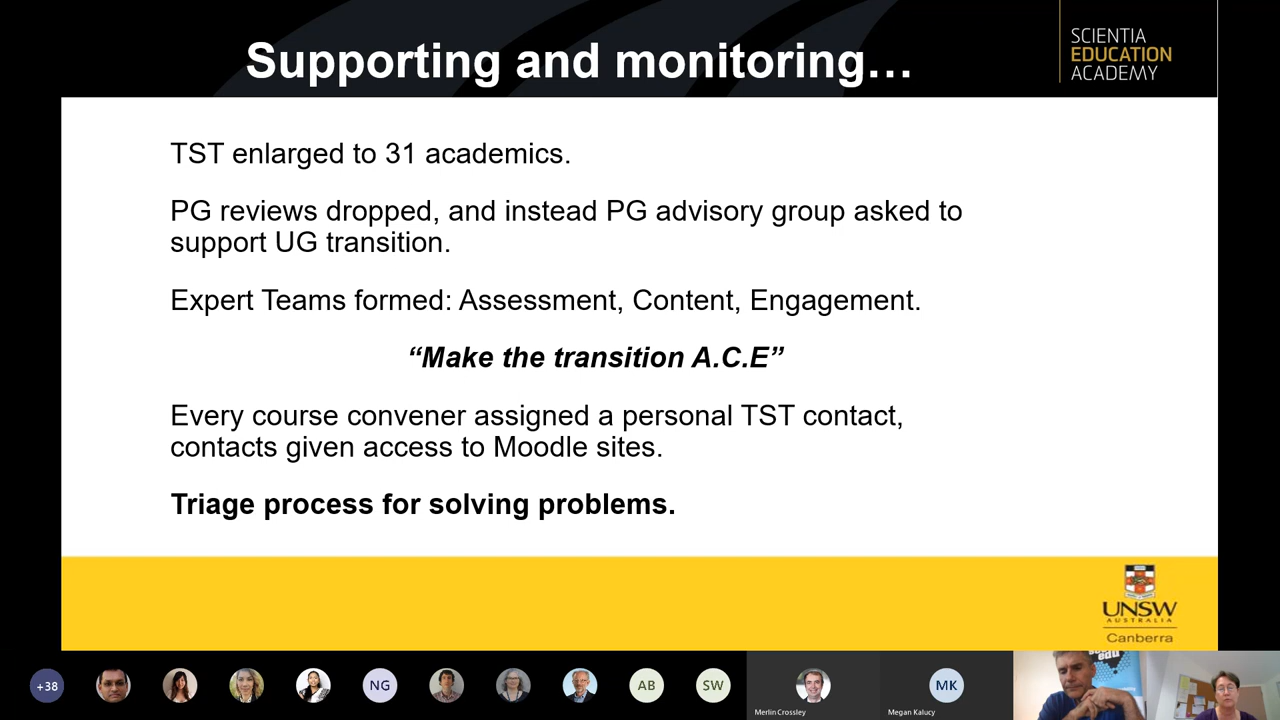 Supporting and monitoring…
SCIENTIA
EDUCATION
ACADEMY
TST enlarged to 31 academics.
PG reviews dropped, and instead PG advisory group asked to
support UG transition.
Expert Teams formed: Assessment, Content, Engagement.
“Make the transition A.C.E”
Every course convener assigned a personal TST contact,
contacts given access to Moodle sites.
Triage process for solving problems.
UNSW
AUSTRALIA
Canberra
+38
NG
AB
SW
MK
Merlin Crossley
Megan Kalucy
edu